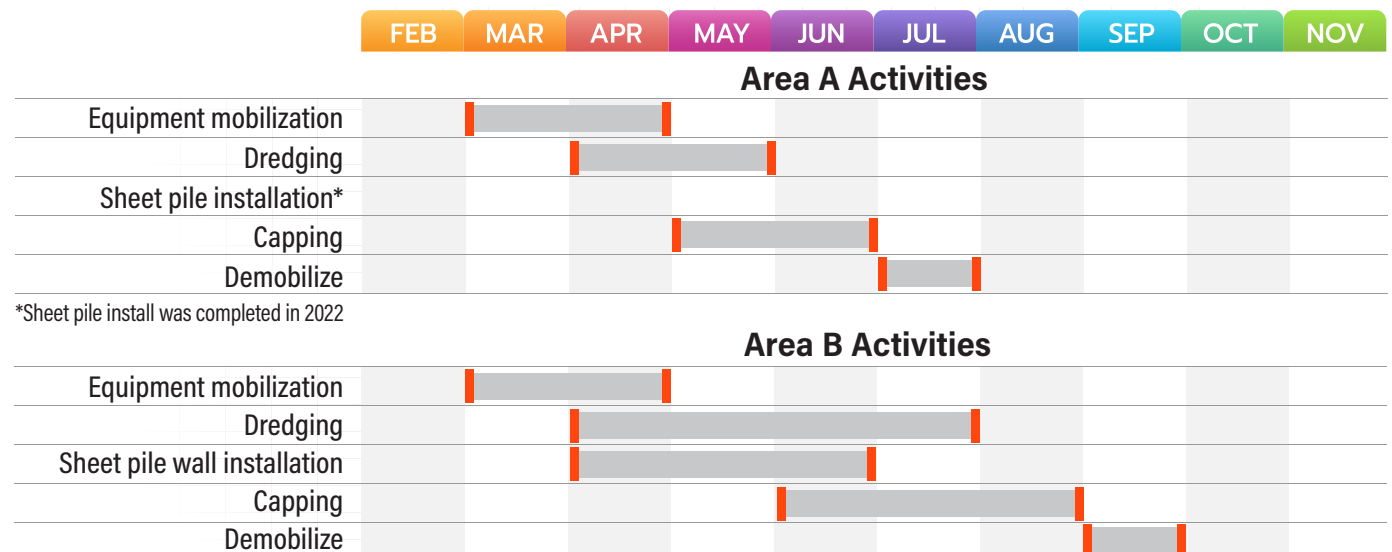 FEB MAR APR MAY JUN JUL AUG SEP OCT NOV
Area A Activities
Equipment mobilization
Dredging
Sheet pile installation*
Capping
Demobilize
*Sheet pile install was completed in 2022
Area B Activities
Equipment mobilization
Dredging
Sheet pile wall installation
Capping
Demobilize